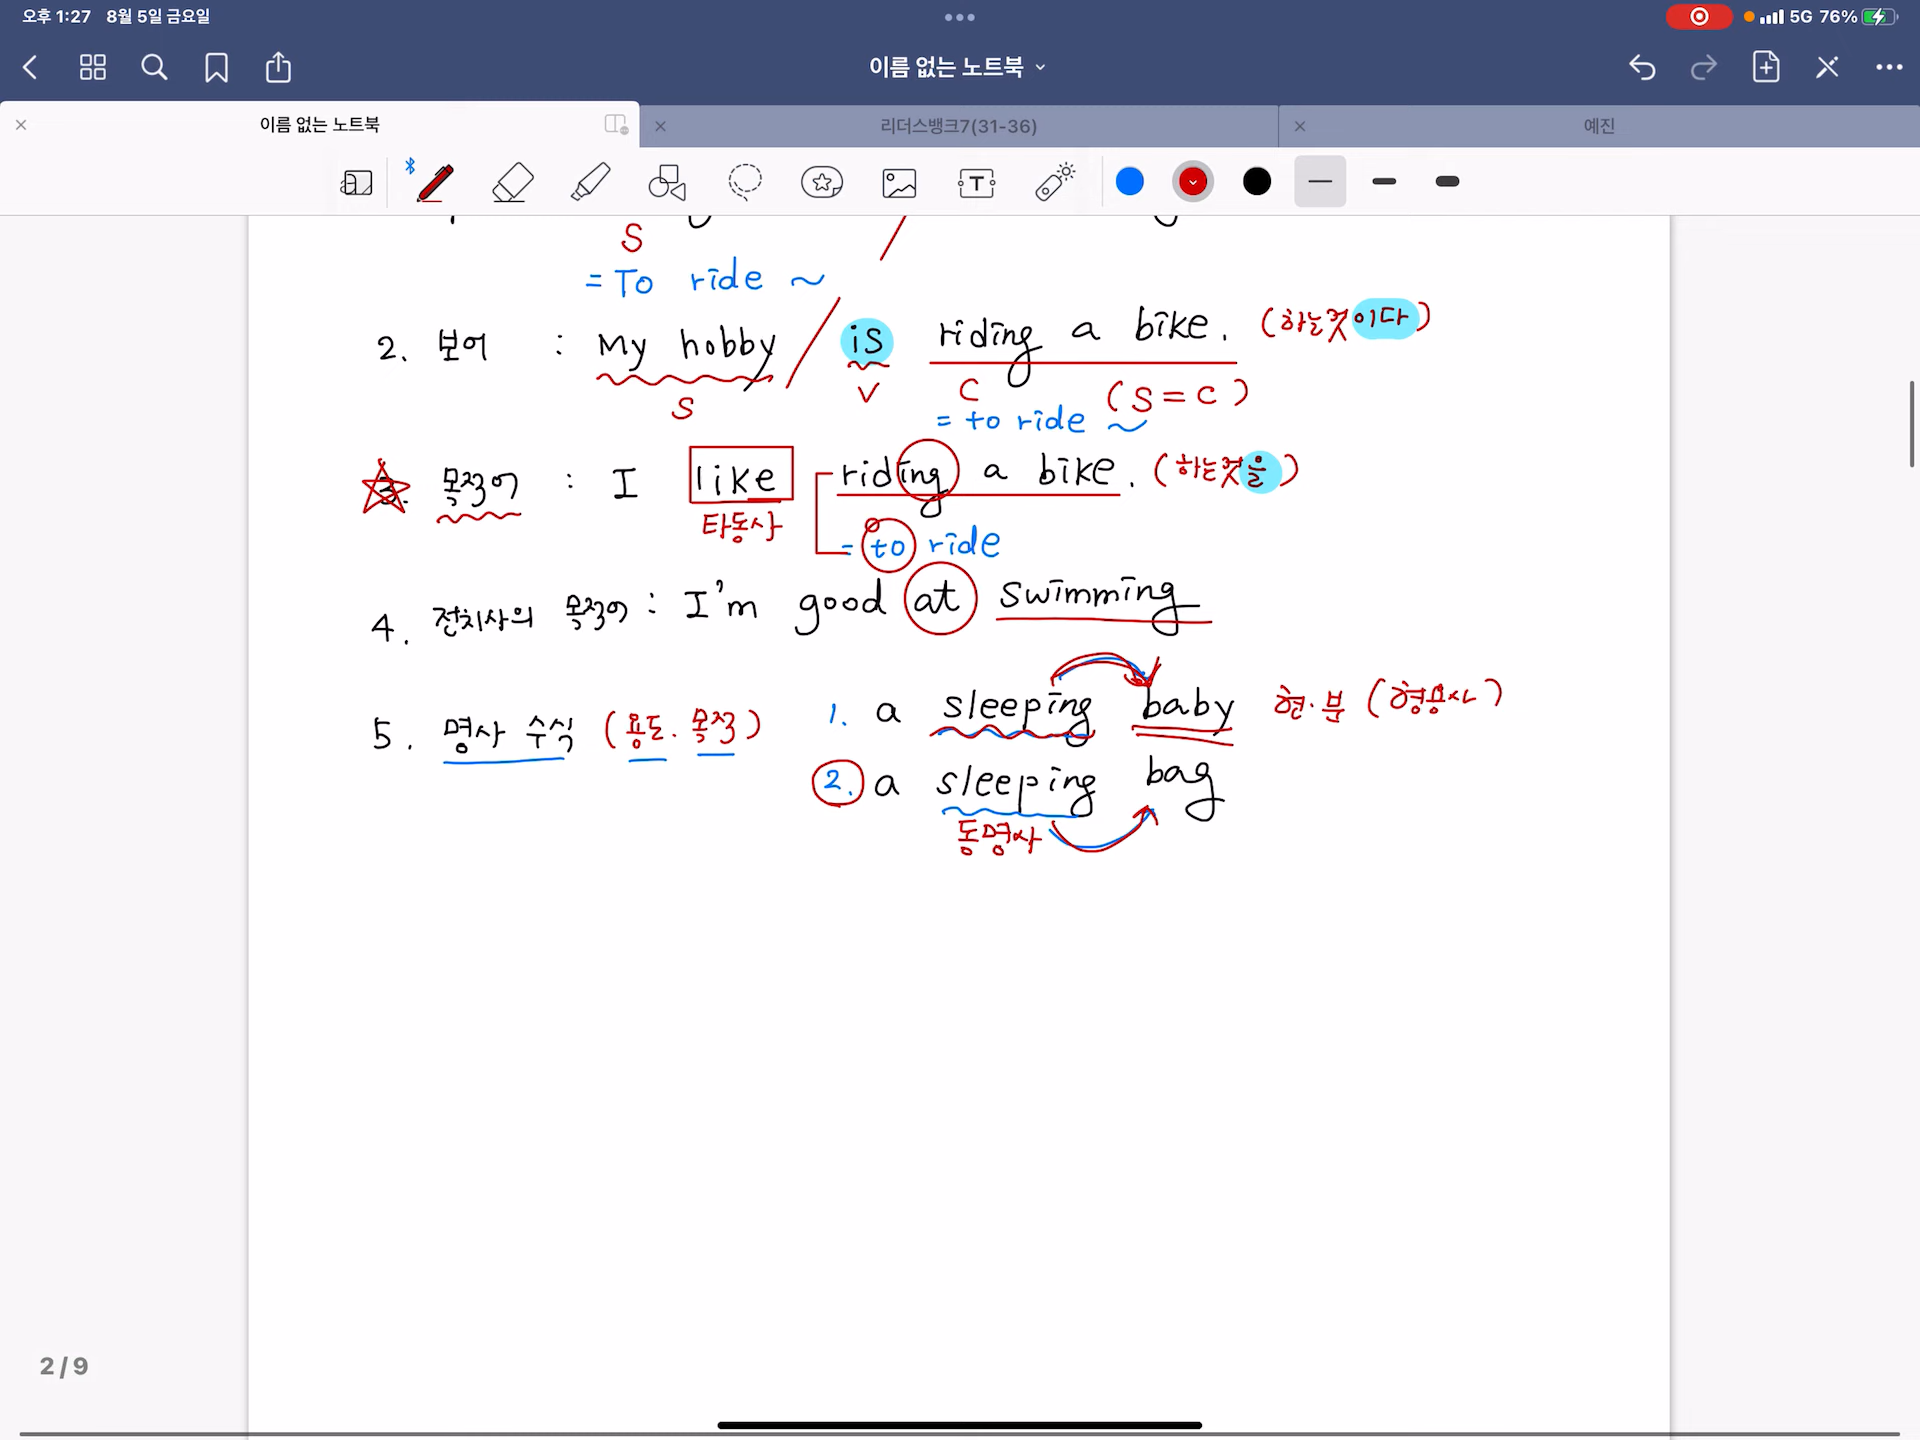 오후 1:27 8월 5일 금요일
5G 76%
이름 없는 노트북
이름 없는 노트북
리더스뱅크7(31-36)
예진
S
= To ride ~
2. 보어 : My hobby / is riding a bike. (하는것이다)
S V C (S = C)
= to ride ~
3. 목적어 : I like riding a bike. (하는것을)
타동사 = to ride
4. 전치사의 목적어 : I'm good at swimming
5. 명사 수식 (용도. 목적) 1. a sleeping baby 현.분 (형용사)
2. a sleeping bag
동명사
2 / 9